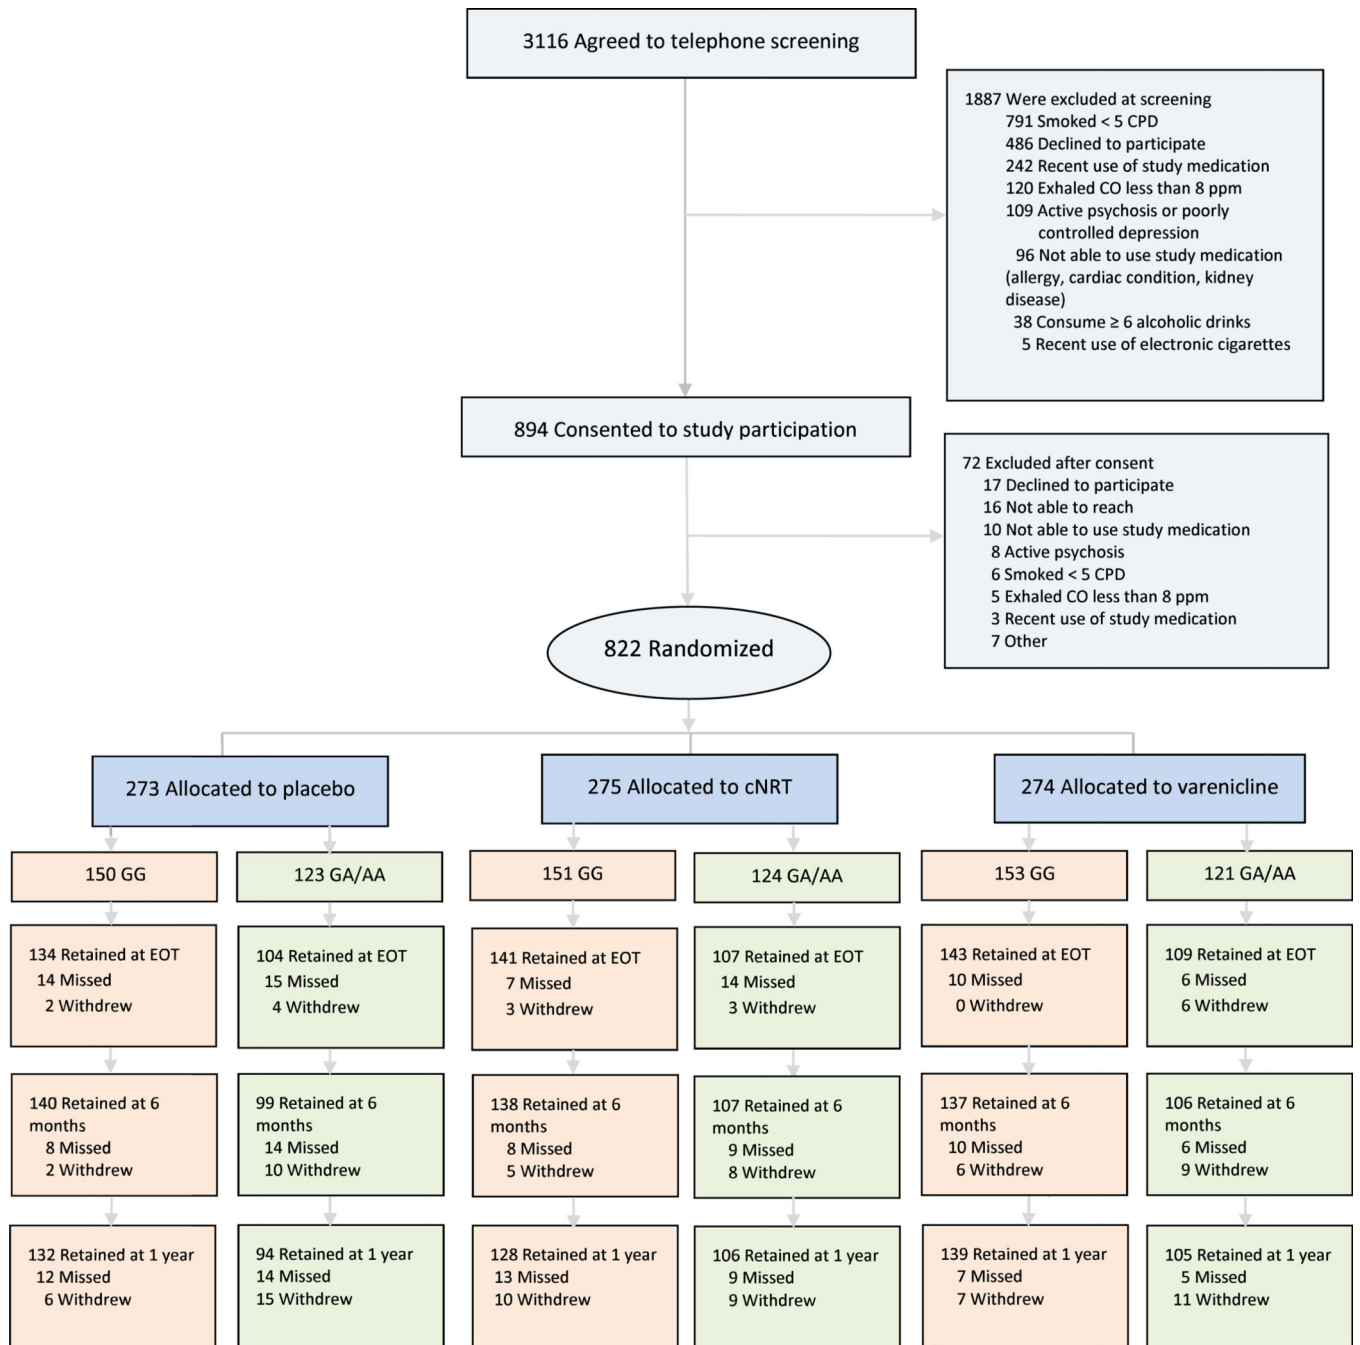 3116 Agreed to telephone screening
1887 Were excluded at screening
791 Smoked < 5 CPD
486 Declined to participate
242 Recent use of study medication
120 Exhaled CO less than 8 ppm
109 Active psychosis or poorly
controlled depression
96 Not able to use study medication
(allergy, cardiac condition, kidney
disease)
38 Consume ≥ 6 alcoholic drinks
5 Recent use of electronic cigarettes
894 Consented to study participation
72 Excluded after consent
17 Declined to participate
16 Not able to reach
10 Not able to use study medication
8 Active psychosis
6 Smoked < 5 CPD
5 Exhaled CO less than 8 ppm
3 Recent use of study medication
7 Other
822 Randomized
273 Allocated to placebo
275 Allocated to cNRT
274 Allocated to varenicline
150 GG
123 GA/AA
151 GG
124 GA/AA
153 GG
121 GA/AA
134 Retained at EOT
14 Missed
2 Withdrew
104 Retained at EOT
15 Missed
4 Withdrew
141 Retained at EOT
7 Missed
3 Withdrew
107 Retained at EOT
14 Missed
3 Withdrew
143 Retained at EOT
10 Missed
0 Withdrew
109 Retained at EOT
6 Missed
6 Withdrew
140 Retained at 6
months
8 Missed
2 Withdrew
99 Retained at 6
months
14 Missed
10 Withdrew
138 Retained at 6
months
8 Missed
5 Withdrew
107 Retained at 6
months
9 Missed
8 Withdrew
137 Retained at 6
months
10 Missed
6 Withdrew
106 Retained at 6
months
6 Missed
9 Withdrew
132 Retained at 1 year
12 Missed
6 Withdrew
94 Retained at 1 year
14 Missed
15 Withdrew
128 Retained at 1 year
13 Missed
10 Withdrew
106 Retained at 1 year
9 Missed
9 Withdrew
139 Retained at 1 year
7 Missed
7 Withdrew
105 Retained at 1 year
5 Missed
11 Withdrew